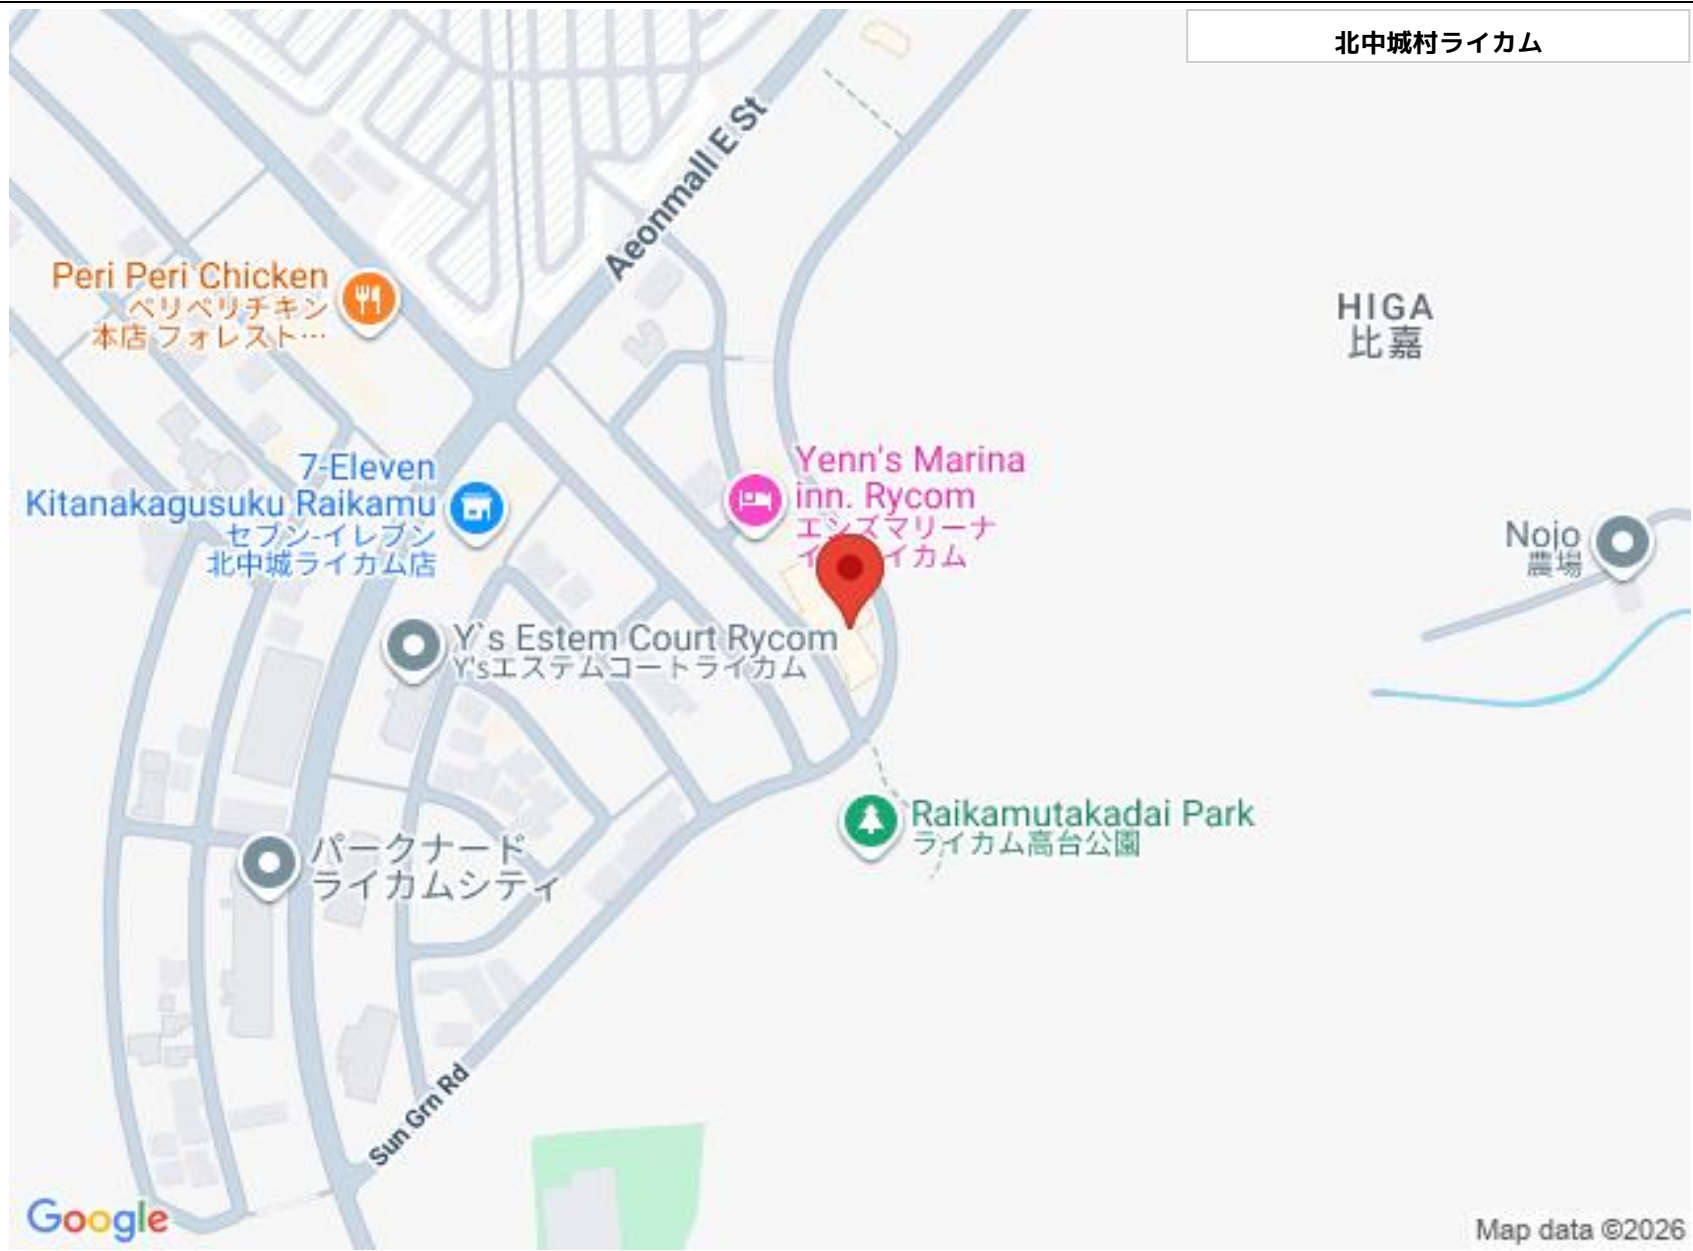 北中城村ライカム
Aeonmall E St
Peri Peri Chicken
ペリペリチキン
本店 フォレスト…
HIGA
比嘉
7-Eleven
Kitanakagusuku Raikamu
セブン-イレブン
北中城ライカム店
Yenn's Marina
inn. Rycom
エンズマリーナ
イカム
Nojo
農場
Y`s Estem Court Rycom
Y'sエステムコートライカム
Raikamutakadai Park
ライカム高台公園
パークナード
ライカムシティ
Sun Grn Rd
Google
Map data ©2026